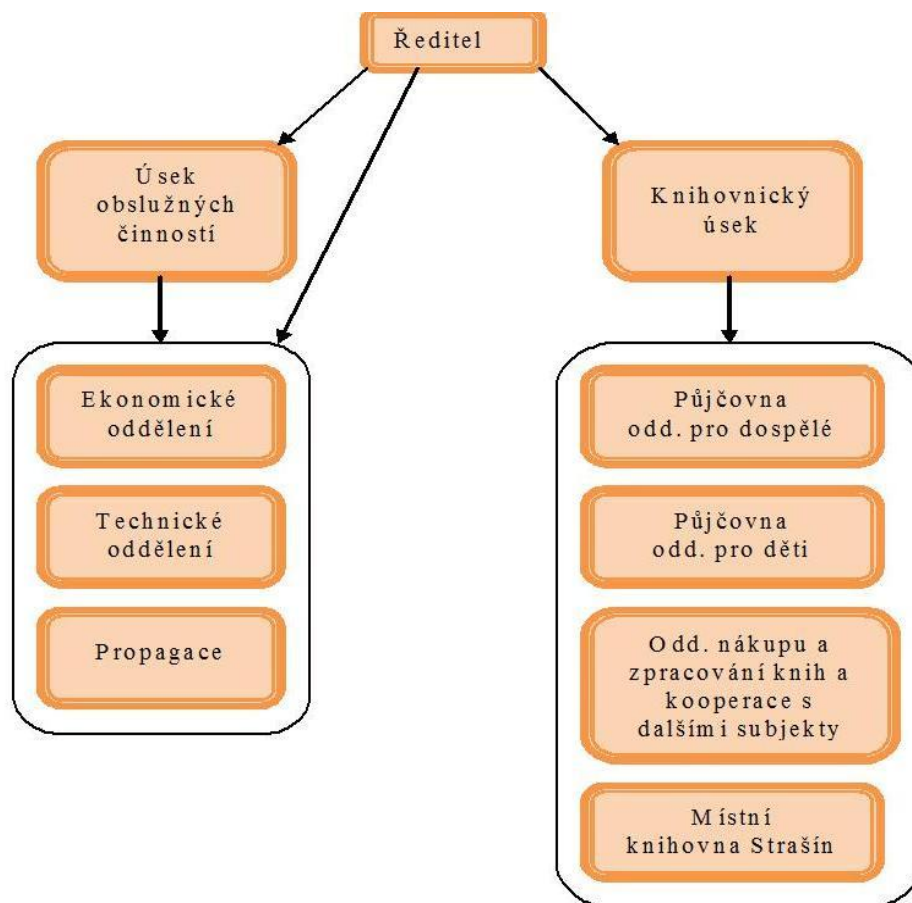 Ředitel
Úsek
obslužných
činností
Knihovnický
úsek
Ekonomické
oddělení
Technické
oddělení
Propagace
Půjčovna
odd. pro dospělé
Půjčovna
odd. pro děti
Odd. nákupu a
zpracování knih a
kooperace s
dalšími subjekty
Místní
knihovna Strašín